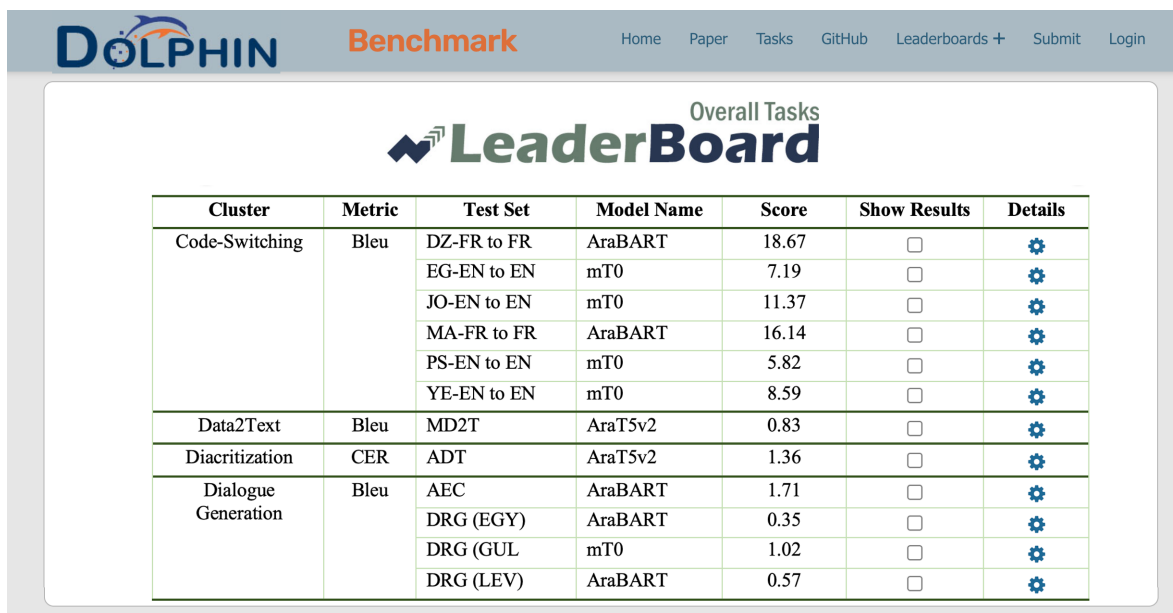 DOLPHIN Benchmark Home Paper Tasks GitHub Leaderboards + Submit Login
Overall Tasks
LeaderBoard
Cluster Metric Test Set Model Name Score Show Results Details
Code-Switching Bleu DZ-FR to FR AraBART 18.67
EG-EN to EN mT0 7.19
JO-EN to EN mT0 11.37
MA-FR to FR AraBART 16.14
PS-EN to EN mT0 5.82
YE-EN to EN mT0 8.59
Data2Text Bleu MD2T AraT5v2 0.83
Diacritization CER ADT AraT5v2 1.36
Dialogue Generation Bleu AEC AraBART 1.71
DRG (EGY) AraBART 0.35
DRG (GUL mT0 1.02
DRG (LEV) AraBART 0.57